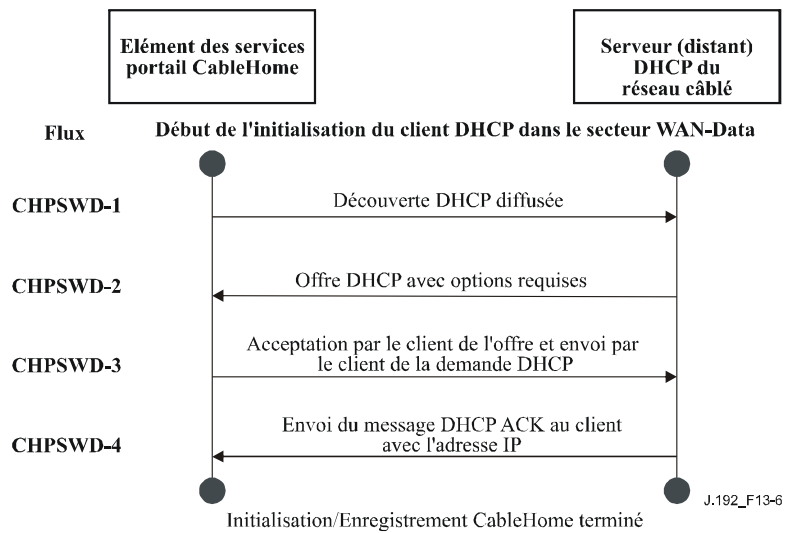 Elément des services
portail CableHome
Serveur (distant)
DHCP du
réseau câblé
Flux
Début de l'initialisation du client DHCP dans le secteur WAN-Data
CHPSWD-1
Découverte DHCP diffusée
CHPSWD-2
Offre DHCP avec options requises
CHPSWD-3
Acceptation par le client de l'offre et envoi par
le client de la demande DHCP
CHPSWD-4
Envoi du message DHCP ACK au client
avec l'adresse IP
J.192_F13-6
Initialisation/Enregistrement CableHome terminé